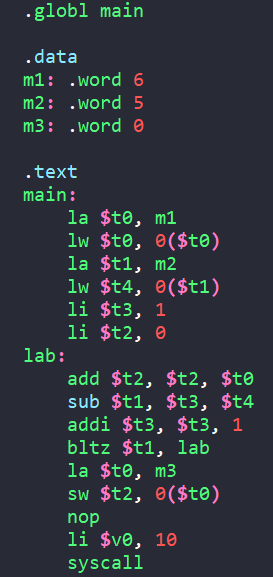 .globl main
.data
m1: .word 6
m2: .word 5
m3: .word 0
.text
main:
la $t0, m1
lw $t0, 0($t0)
la $t1, m2
lw $t4, 0($t1)
li $t3, 1
li $t2, 0
lab:
add $t2, $t2, $t0
sub $t1, $t3, $t4
addi $t3, $t3, 1
bltz $t1, lab
la $t0, m3
sw $t2, 0($t0)
nop
li $v0, 10
syscall